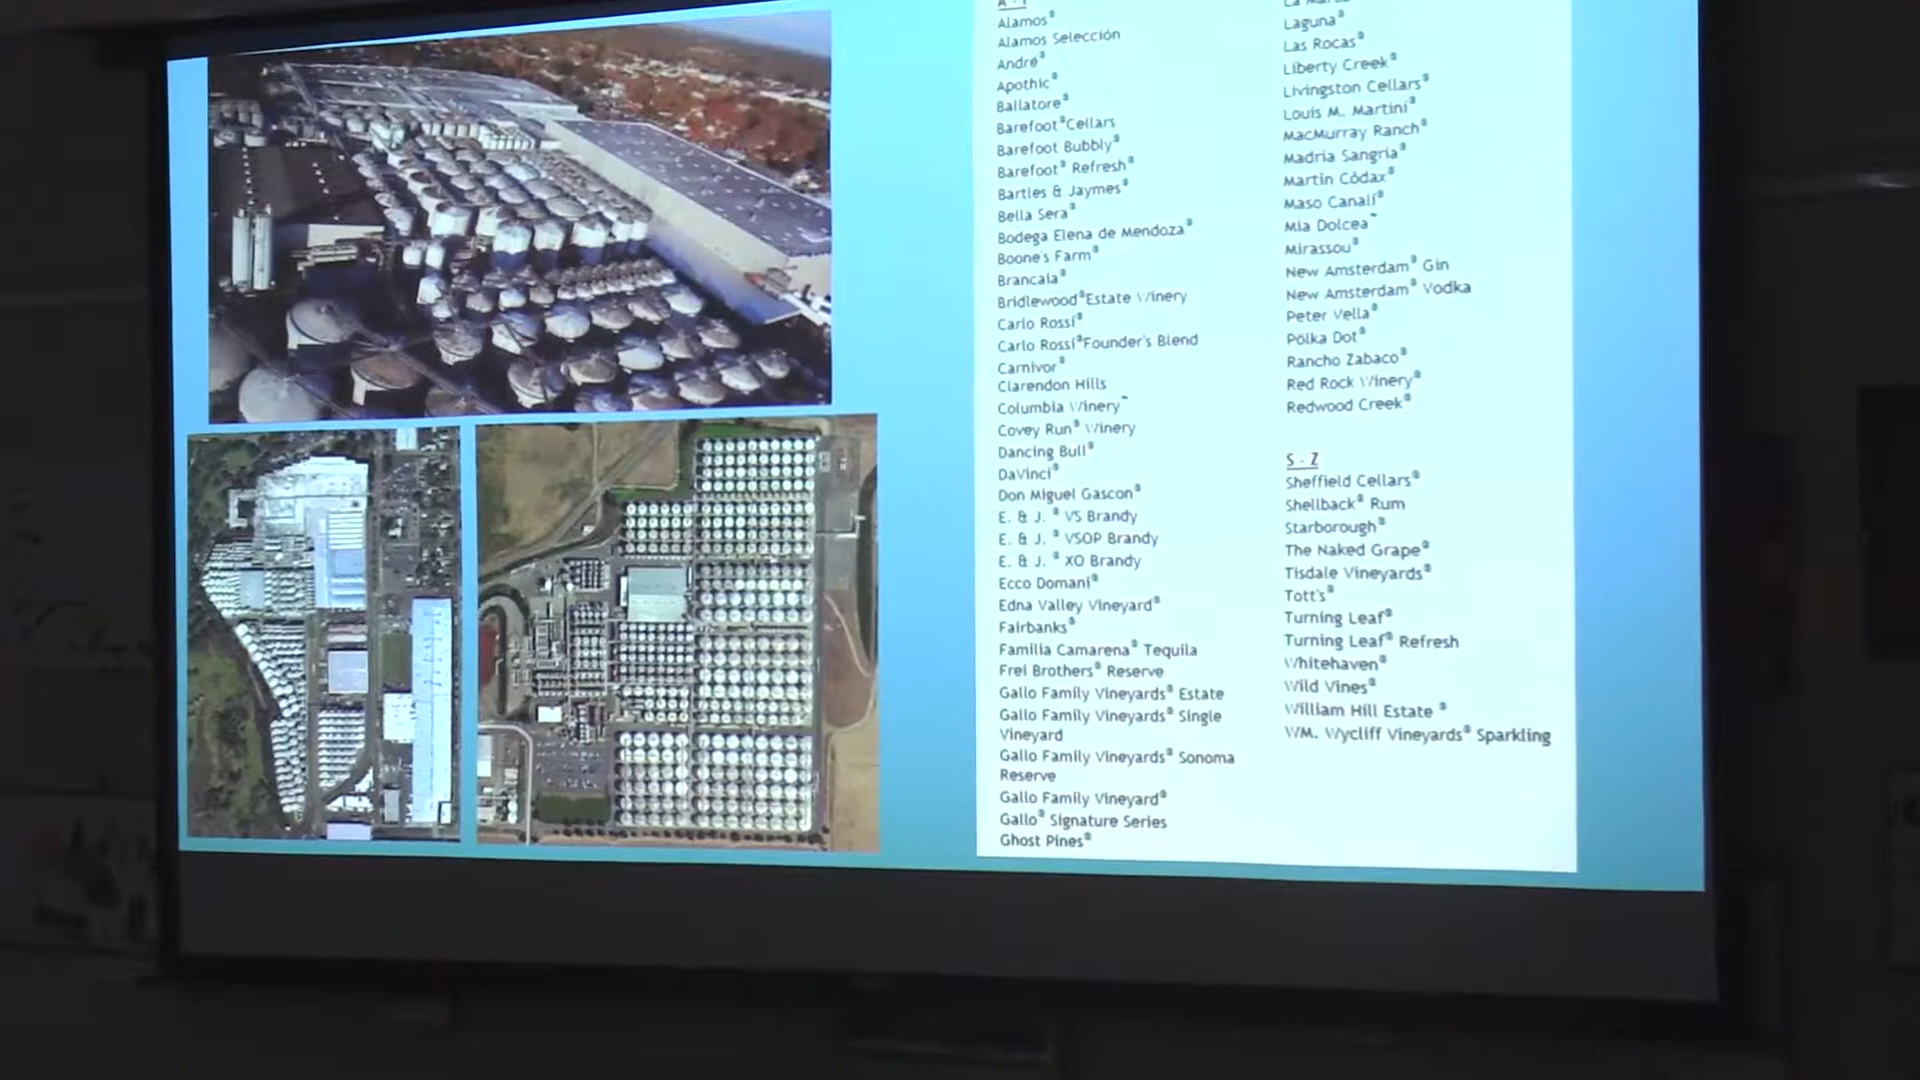 A - I
Alamos®
Alamos Selección
André®
Apothic®
Ballatore®
Barefoot®Cellars
Barefoot Bubbly®
Barefoot® Refresh®
Bartles & Jaymes®
Bella Sera®
Bodega Elena de Mendoza®
Boone's Farm®
Brancaia®
Bridlewood®Estate Winery
Carlo Rossi®
Carlo Rossi®Founder's Blend
Carnivor®
Clarendon Hills
Columbia Winery™
Covey Run® Winery
Dancing Bull®
DaVinci®
Don Miguel Gascon®
E. & J. ® VS Brandy
E. & J. ® VSOP Brandy
E. & J. ® XO Brandy
Ecco Domani®
Edna Valley Vineyard®
Fairbanks®
Familia Camarena® Tequila
Frei Brothers® Reserve
Gallo Family Vineyards® Estate
Gallo Family Vineyards® Single
Vineyard
Gallo Family Vineyards® Sonoma
Reserve
Gallo Family Vineyard®
Gallo® Signature Series
Ghost Pines®
La Marca®
Laguna®
Las Rocas®
Liberty Creek®
Livingston Cellars®
Louis M. Martini®
MacMurray Ranch®
Madria Sangria®
Martin Códax®
Maso Canali®
Mia Dolcea™
Mirassou®
New Amsterdam® Gin
New Amsterdam® Vodka
Peter Vella®
Polka Dot®
Rancho Zabaco®
Red Rock Winery®
Redwood Creek®
S - Z
Sheffield Cellars®
Shellback® Rum
Starborough®
The Naked Grape®
Tisdale Vineyards®
Tott's®
Turning Leaf®
Turning Leaf® Refresh
Whitehaven®
Wild Vines®
William Hill Estate ®
WM. Wycliff Vineyards® Sparkling